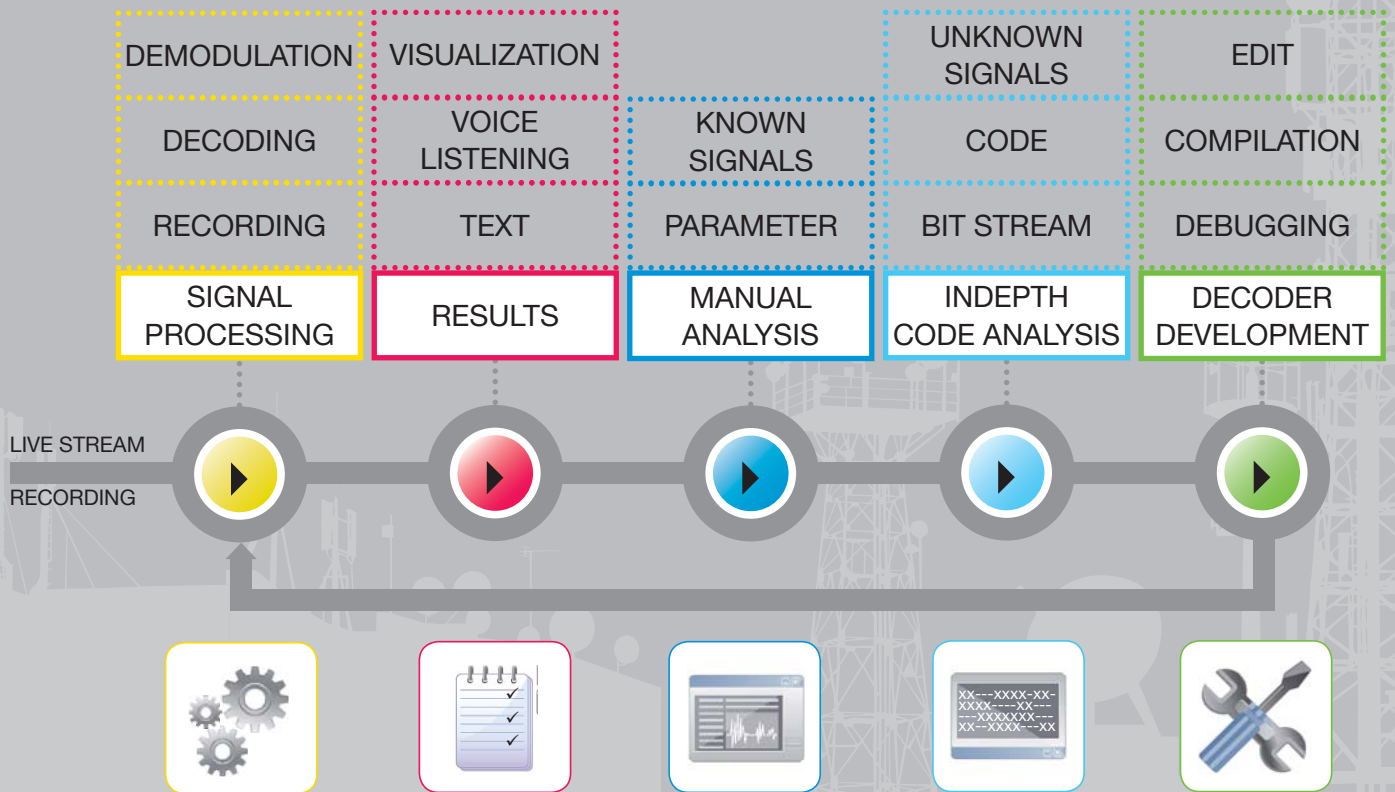 DEMODULATION
DECODING
RECORDING
SIGNAL
PROCESSING
VISUALIZATION
VOICE
LISTENING
TEXT
RESULTS
KNOWN
SIGNALS
PARAMETER
MANUAL
ANALYSIS
UNKNOWN
SIGNALS
CODE
BIT STREAM
INDEPTH
CODE ANALYSIS
EDIT
COMPILATION
DEBUGGING
DECODER
DEVELOPMENT
LIVE STREAM
RECORDING
XX---XXXX-XX-
XXXX----XX---
---XXXXXXX---
XX--XXXX---XX